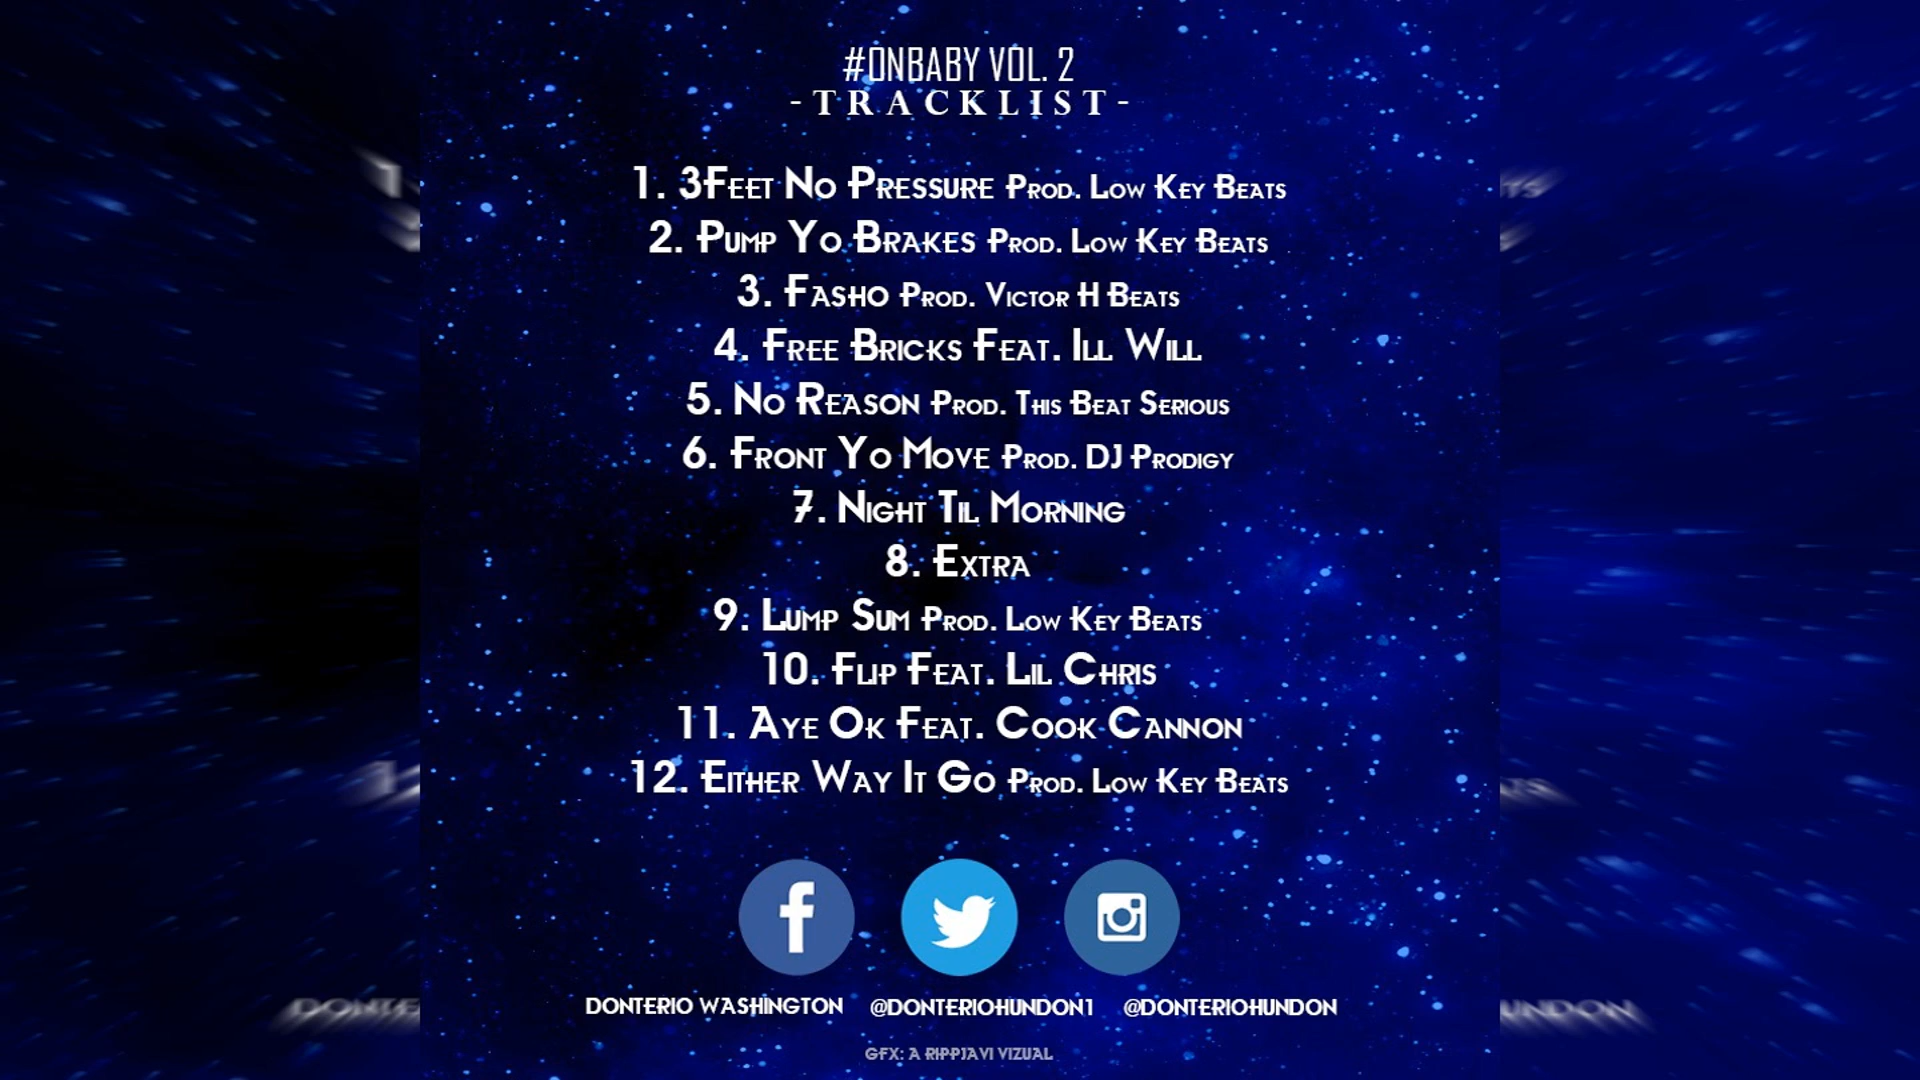 #ONBABY VOL. 2
-TRACKLIST-
1. 3Feet No Pressure Prod. Low Key Beats
2. Pump Yo Brakes Prod. Low Key Beats
3. Fasho Prod. Victor H Beats
4. Free Bricks Feat. Ill Will
5. No Reason Prod. This Beat Serious
6. Front Yo Move Prod. DJ Prodigy
7. Night Til Morning
8. Extra
9. Lump Sum Prod. Low Key Beats
10. Flip Feat. Lil Chris
11. Aye Ok Feat. Cook Cannon
12. Either Way It Go Prod. Low Key Beats
DONTERIO WASHINGTON @DONTERIOHUNDON1 @DONTERIOHUNDON
GFX: A RIPPJAVI VIZUAL